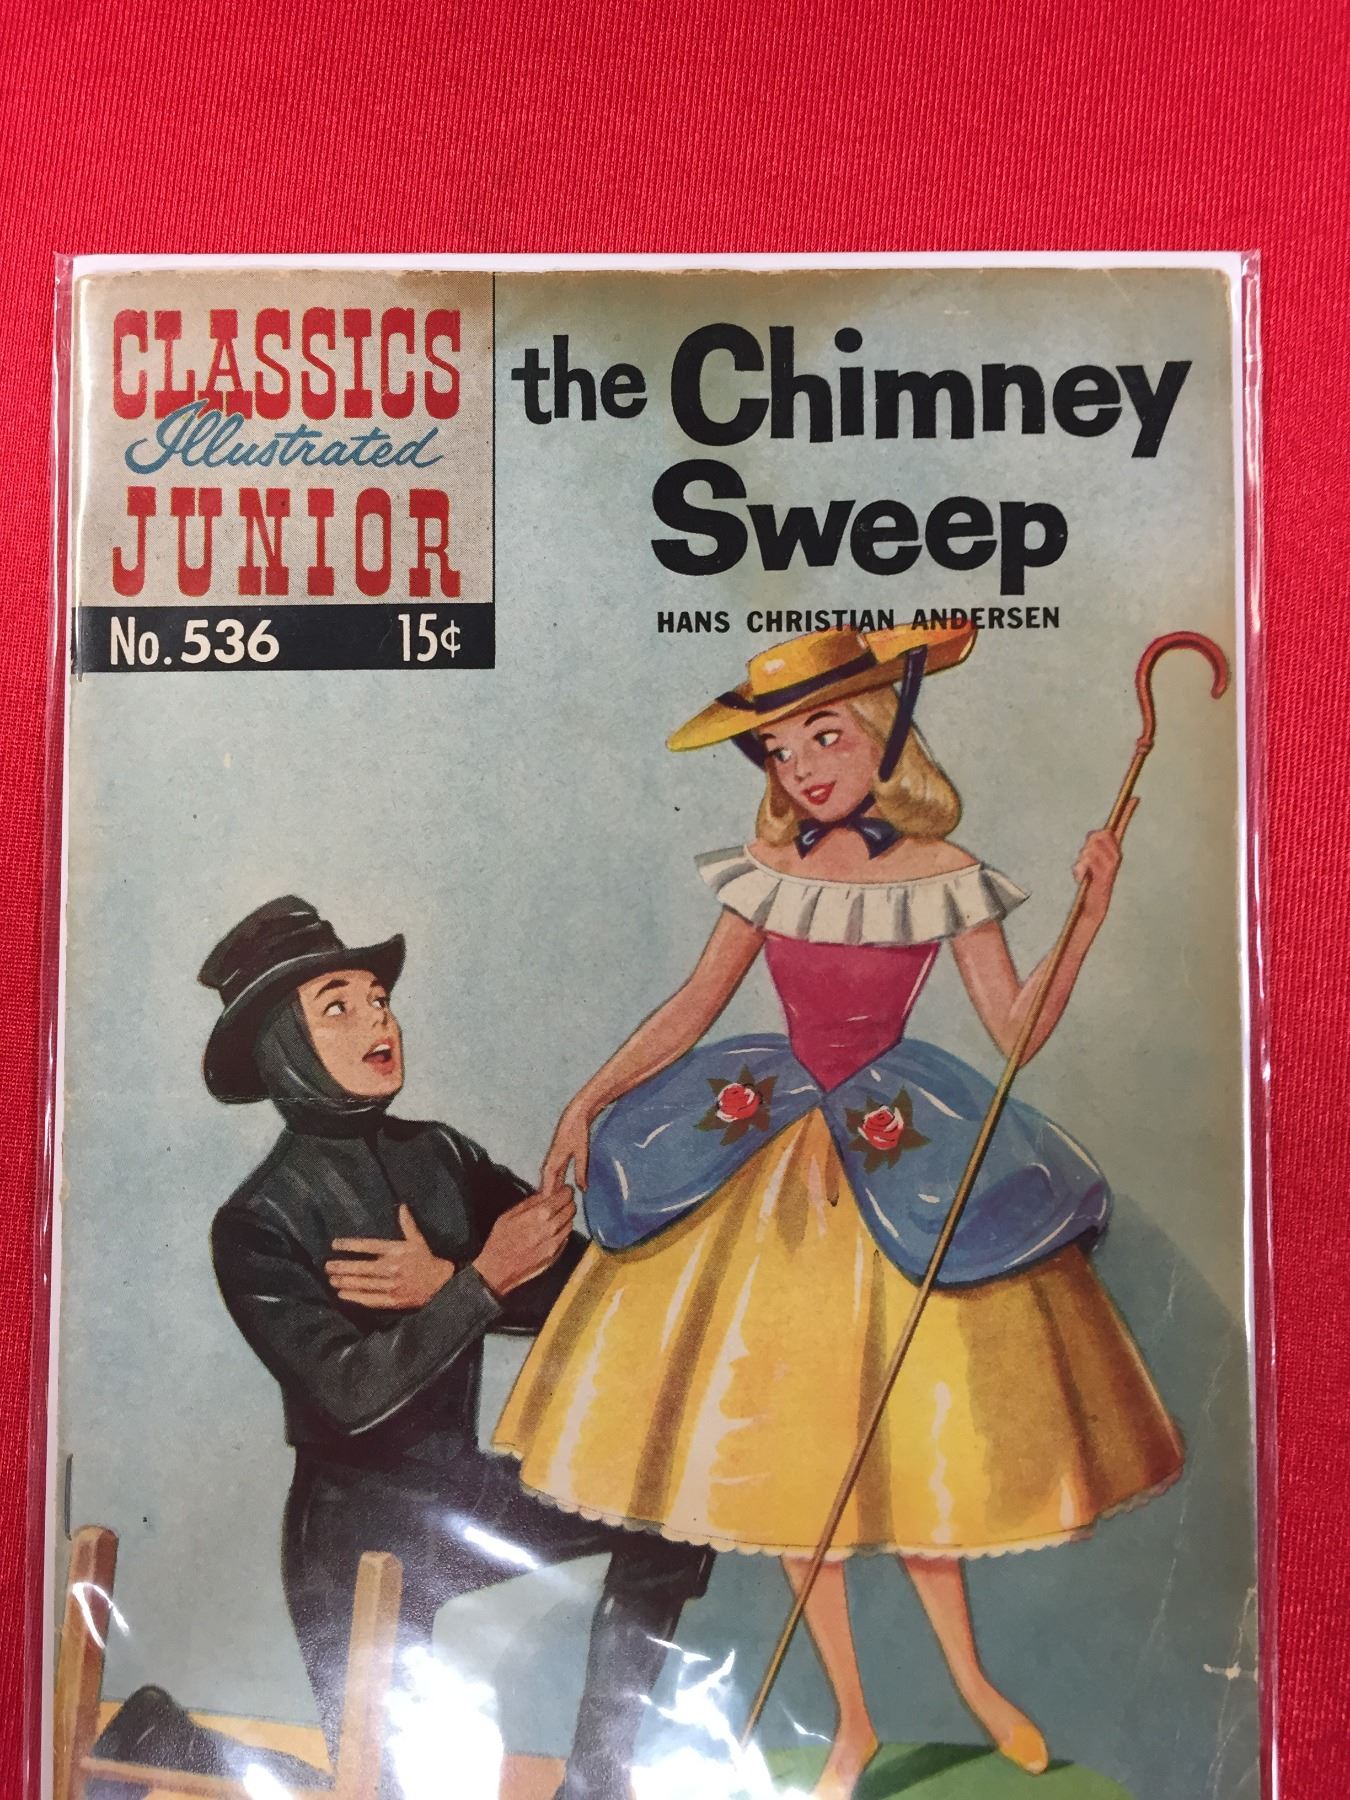 CLASSICS
Illustrated
JUNIOR
No. 536 15¢
the Chimney
Sweep
HANS CHRISTIAN ANDERSEN